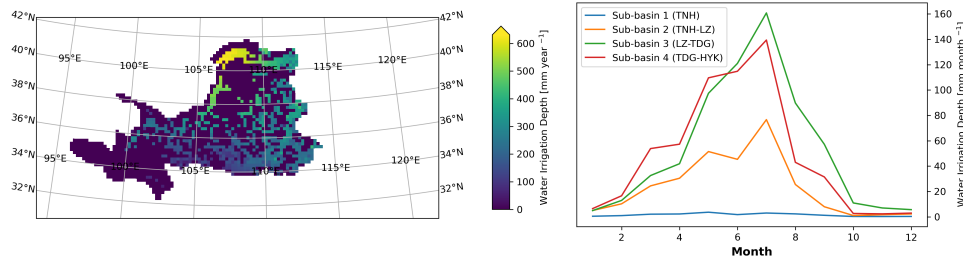 42°N
42°N
40°N
40°N
38°N
38°N
36°N
36°N
34°N
34°N
32°N
32°N
95°E
100°E
105°E
110°E
115°E
120°E
95°E
100°E
105°E
110°E
115°E
120°E
600
500
400
300
200
100
0
Water Irrigation Depth [mm year ⁻¹]
Sub-basin 1 (TNH)
Sub-basin 2 (TNH-LZ)
Sub-basin 3 (LZ-TDG)
Sub-basin 4 (TDG-HYK)
160
140
120
100
80
60
40
20
0
Water Irrigation Depth [mm month ⁻¹]
2
4
6
8
10
12
Month